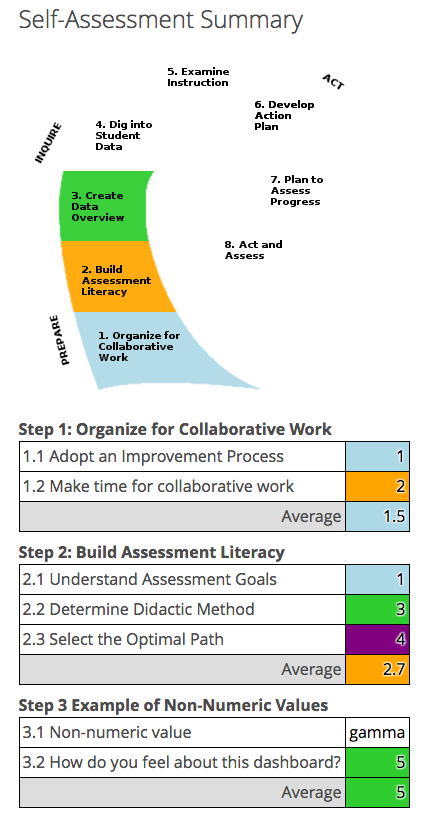 Self-Assessment Summary
5. Examine
Instruction
ACT
6. Develop
Action
Plan
4. Dig into
Student
Data
INQUIRE
7. Plan to
Assess
Progress
3. Create
Data
Overview
8. Act and
Assess
2. Build
Assessment
Literacy
PREPARE
1. Organize for
Collaborative
Work
Step 1: Organize for Collaborative Work
1.1 Adopt an Improvement Process 1
1.2 Make time for collaborative work 2
Average 1.5
Step 2: Build Assessment Literacy
2.1 Understand Assessment Goals 1
2.2 Determine Didactic Method 3
2.3 Select the Optimal Path 4
Average 2.7
Step 3 Example of Non-Numeric Values
3.1 Non-numeric value gamma
3.2 How do you feel about this dashboard? 5
Average 5